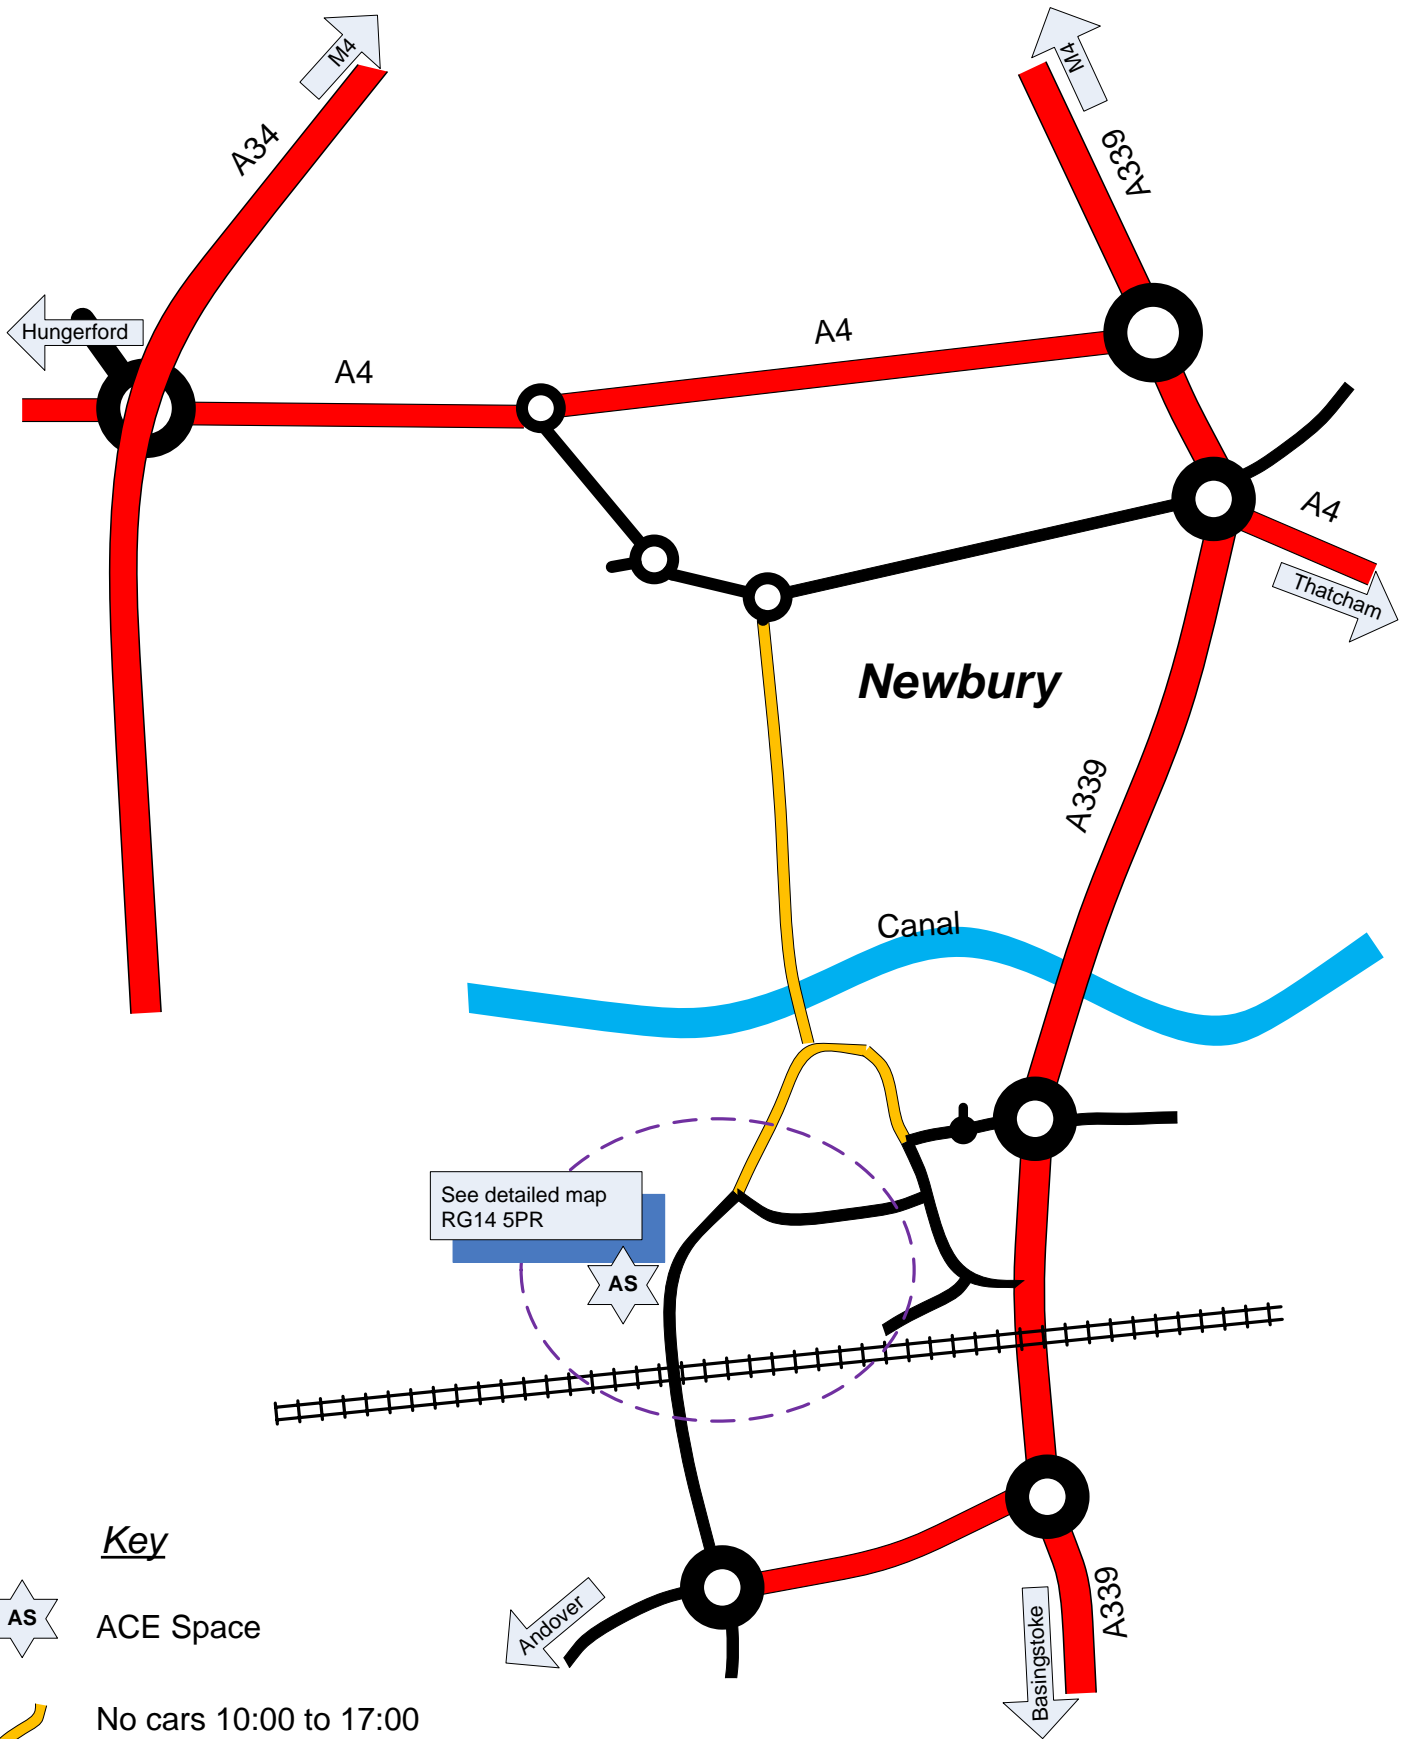 M4
M4
A34
A339
Hungerford
A4
A4
A4
Thatcham
Newbury
A339
Canal
See detailed map
RG14 5PR
AS
Key
AS
ACE Space
Andover
Basingstoke
A339
No cars 10:00 to 17:00